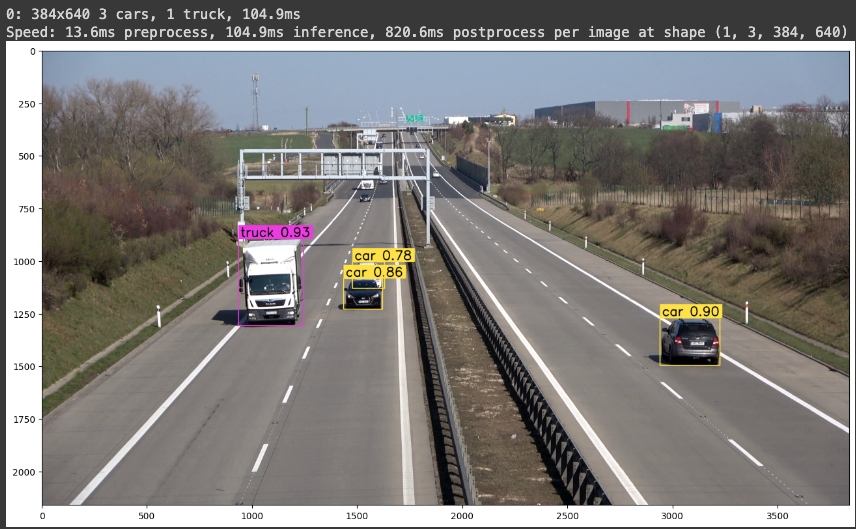 0: 384x640 3 cars, 1 truck, 104.9ms
Speed: 13.6ms preprocess, 104.9ms inference, 820.6ms postprocess per image at shape (1, 3, 384, 640)
0
250
500
750
1000
1250
1500
1750
2000
truck 0.93
car 0.78
car 0.86
car 0.90
0 500 1000 1500 2000 2500 3000 3500